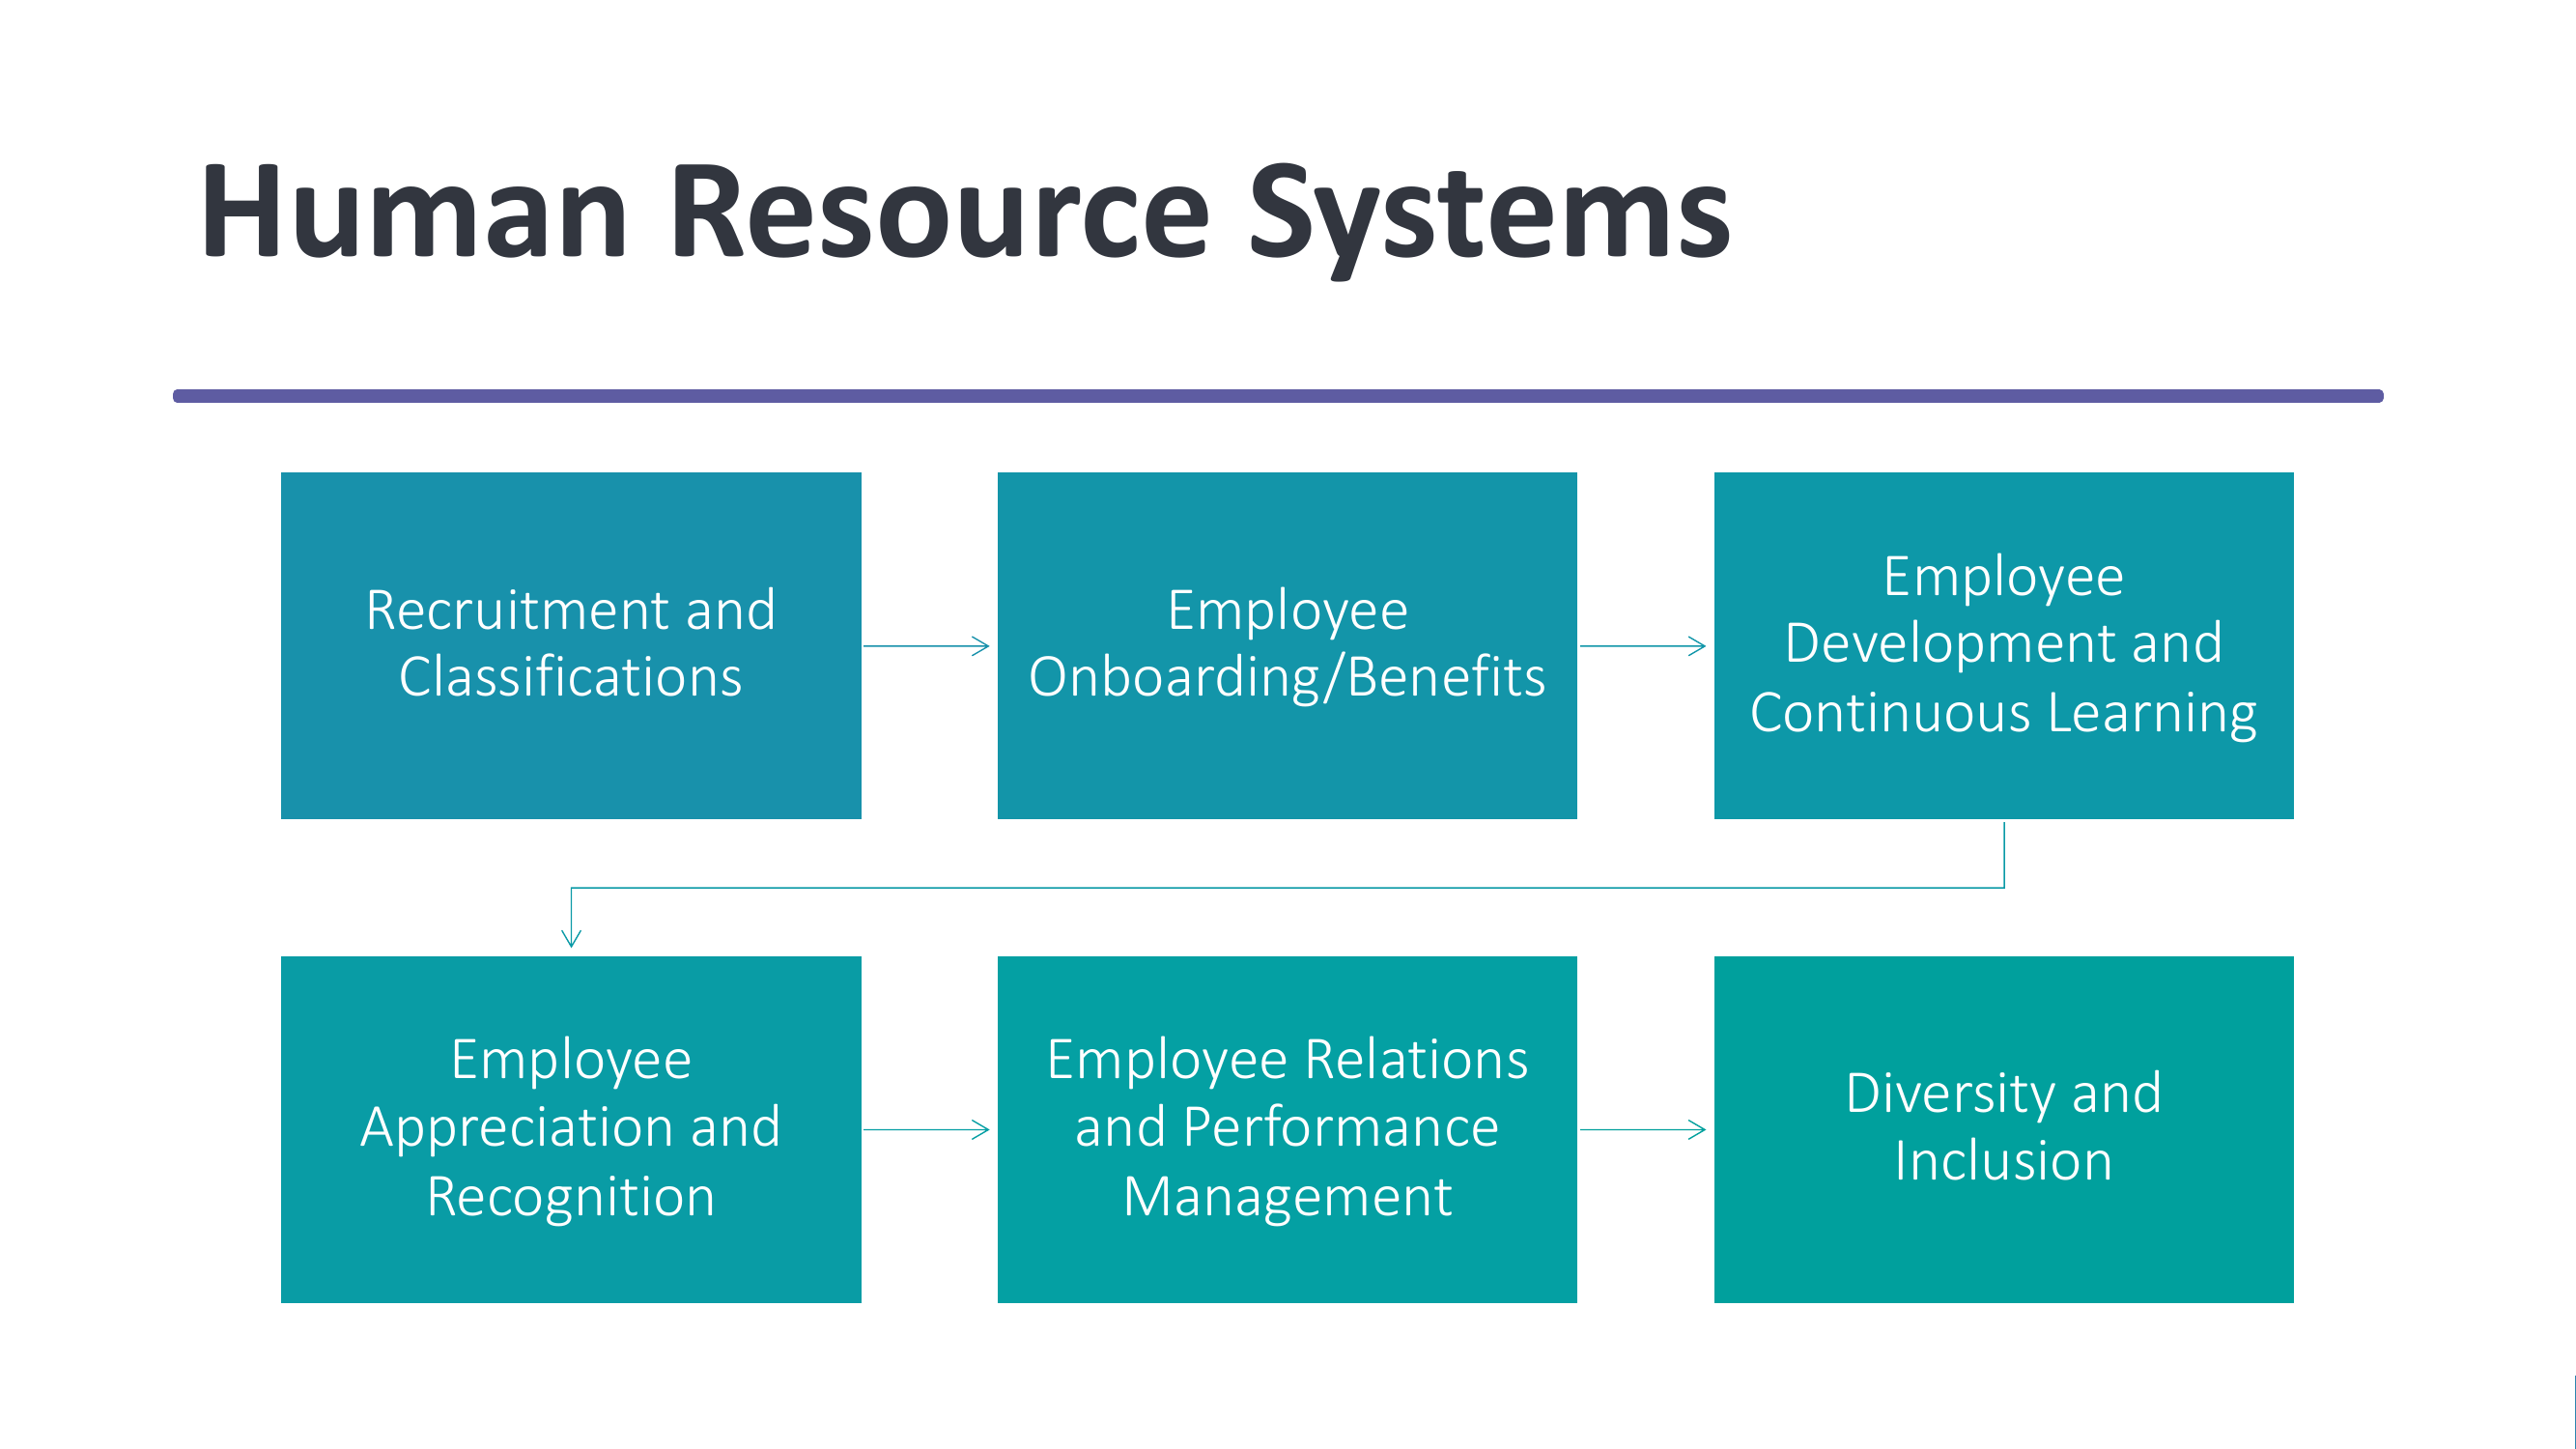 Human Resource Systems
Recruitment and
Classifications
Employee
Onboarding/Benefits
Employee
Development and
Continuous Learning
Employee
Appreciation and
Recognition
Employee Relations
and Performance
Management
Diversity and
Inclusion